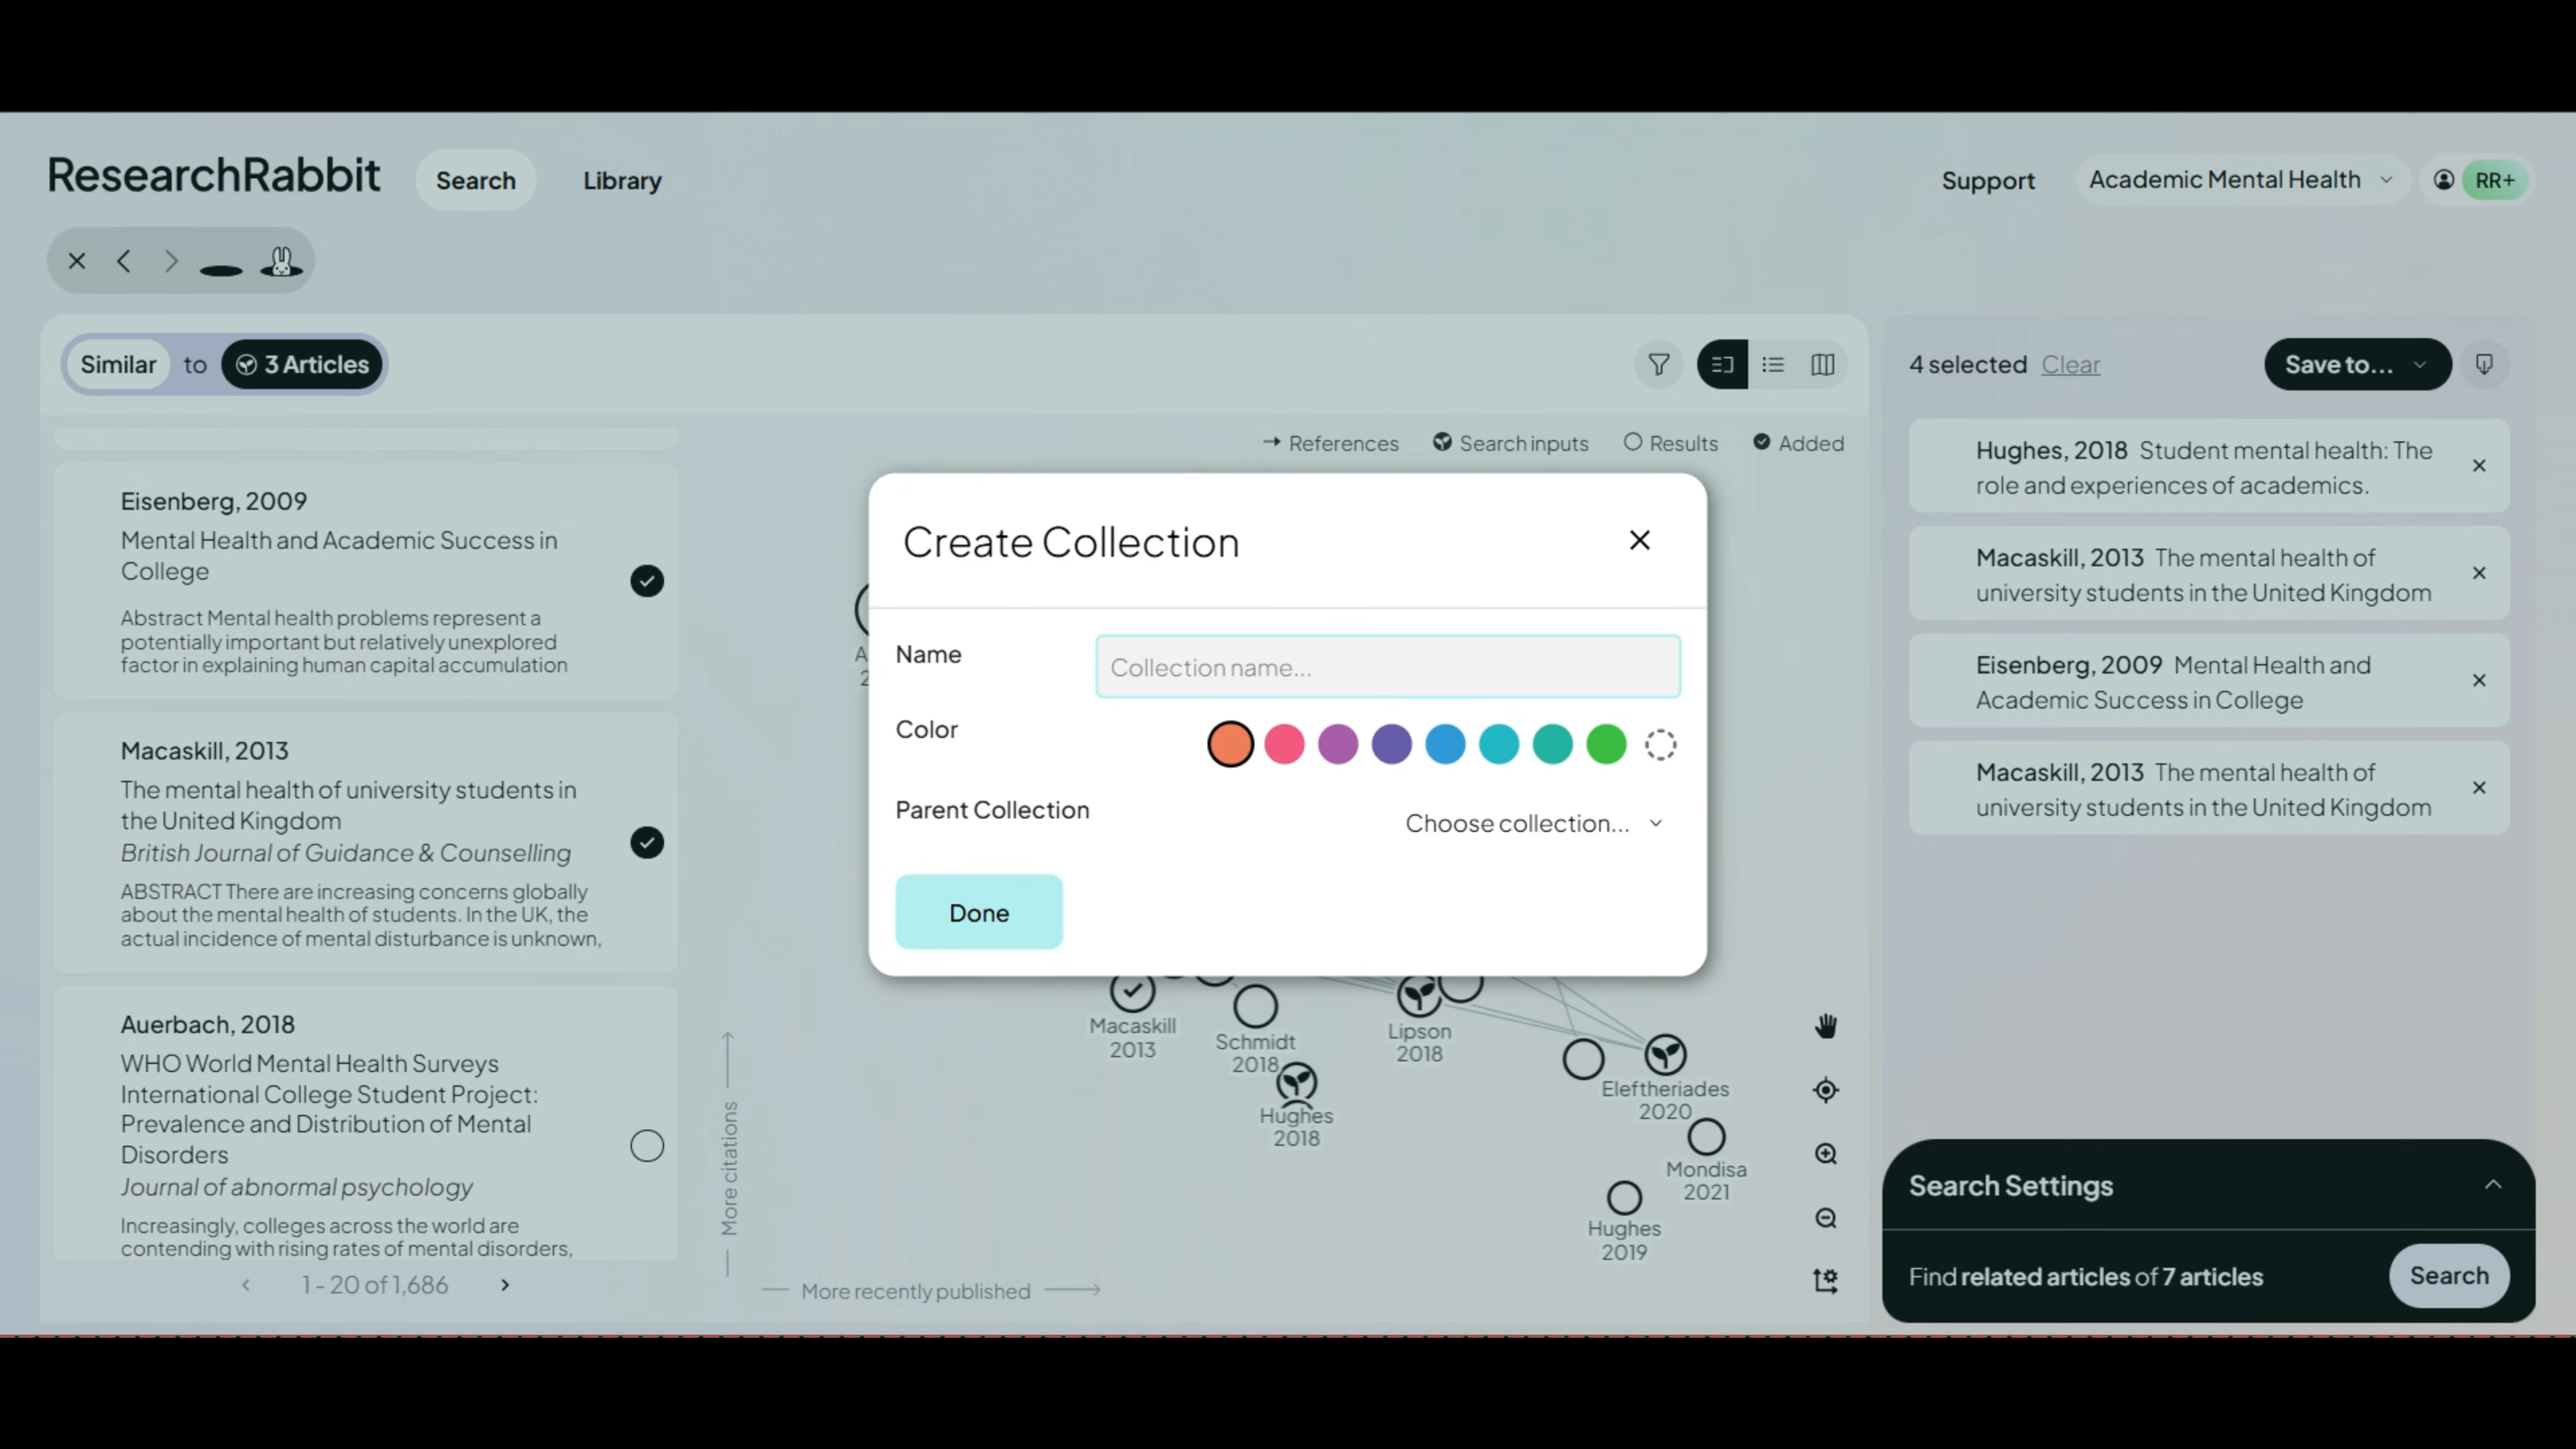 ResearchRabbit
Search
Library
Support
Academic Mental Health
RR+
Similar to 3 Articles
4 selected Clear
Save to...
References
Search inputs
Results
Added
Eisenberg, 2009
Mental Health and Academic Success in
College
Abstract Mental health problems represent a
potentially important but relatively unexplored
factor in explaining human capital accumulation
Macaskill, 2013
The mental health of university students in
the United Kingdom
British Journal of Guidance & Counselling
ABSTRACT There are increasing concerns globally
about the mental health of students. In the UK, the
actual incidence of mental disturbance is unknown,
Auerbach, 2018
WHO World Mental Health Surveys
International College Student Project:
Prevalence and Distribution of Mental
Disorders
Journal of abnormal psychology
Increasingly, colleges across the world are
contending with rising rates of mental disorders,
1 - 20 of 1,686
Create Collection
Name
Collection name...
Color
Parent Collection
Choose collection...
Done
A
2
Macaskill
2013
Schmidt
2018
Hughes
2018
Lipson
2018
Eleftheriades
2020
Mondisa
2021
Hughes
2019
More citations
More recently published
Hughes, 2018 Student mental health: The
role and experiences of academics.
Macaskill, 2013 The mental health of
university students in the United Kingdom
Eisenberg, 2009 Mental Health and
Academic Success in College
Macaskill, 2013 The mental health of
university students in the United Kingdom
Search Settings
Find related articles of 7 articles
Search